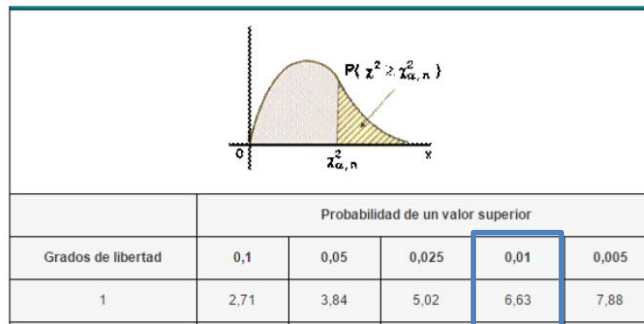 P( χ² ≥ χ²α, n )
0
χ²α, n
x
Probabilidad de un valor superior
Grados de libertad
0,1
0,05
0,025
0,01
0,005
1
2,71
3,84
5,02
6,63
7,88